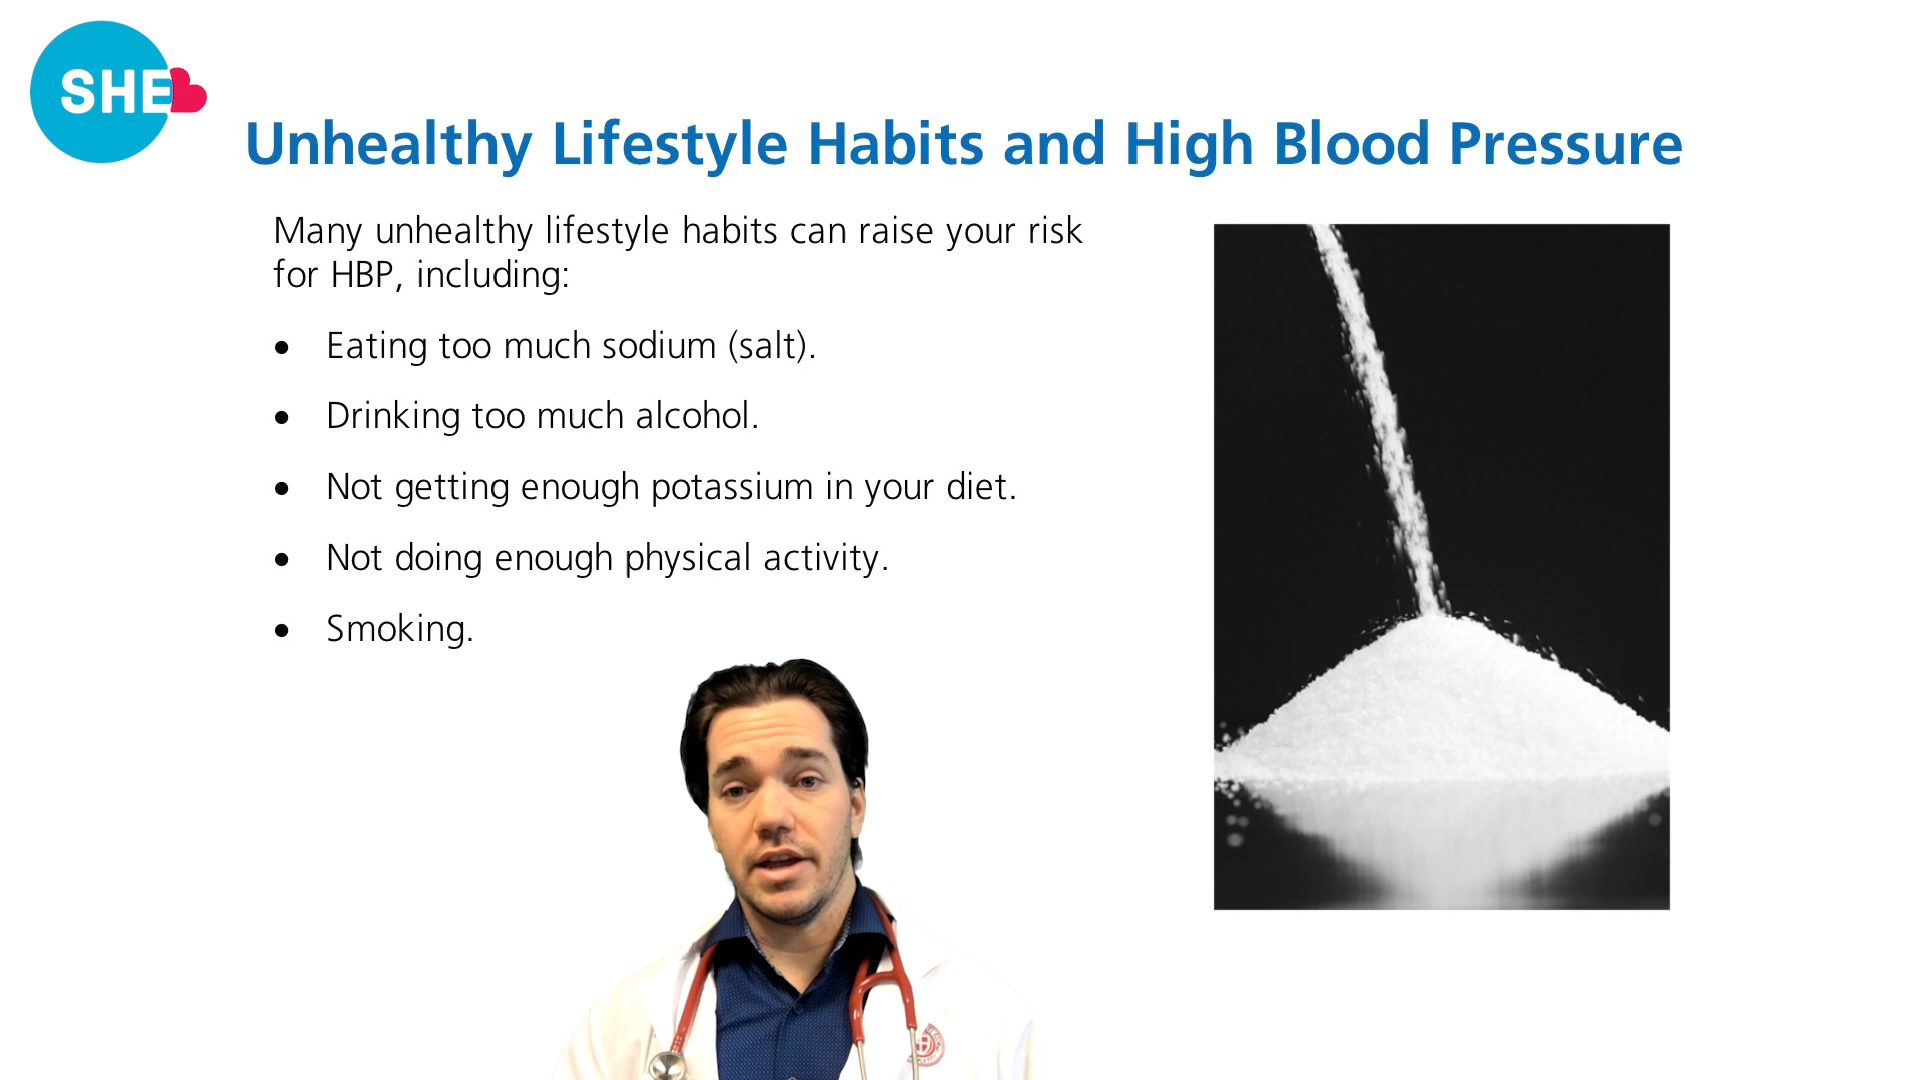 SHE
Unhealthy Lifestyle Habits and High Blood Pressure
Many unhealthy lifestyle habits can raise your risk
for HBP, including:
• Eating too much sodium (salt).
• Drinking too much alcohol.
• Not getting enough potassium in your diet.
• Not doing enough physical activity.
• Smoking.